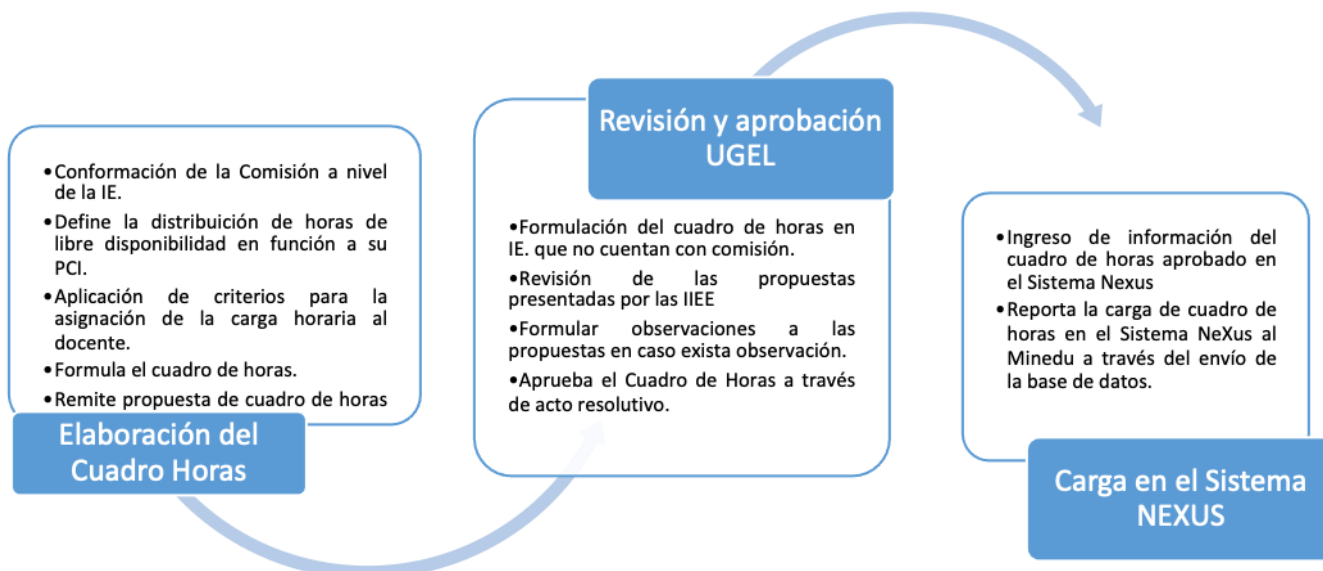 •Conformación de la Comisión a nivel
de la IE.
•Define la distribuición de horas de
libre disponibilidad en función a su
PCI.
•Aplicación de criterios para la
asignación de la carga horaria al
docente.
•Formula el cuadro de horas.
•Remite propuesta de cuadro de horas
Elaboración del
Cuadro Horas
Revisión y aprobación
UGEL
•Formulación del cuadro de horas en
IE. que no cuentan con comisión.
•Revisión de las propuestas
presentadas por las IIEE
•Formular observaciones a las
propuestas en caso exista observación.
•Aprueba el Cuadro de Horas a través
de acto resolutivo.
•Ingreso de información del
cuadro de horas aprobado en
el Sistema Nexus
•Reporta la carga de cuadro de
horas en el Sistema NeXus al
Minedu a través del envío de
la base de datos.
Carga en el Sistema
NEXUS